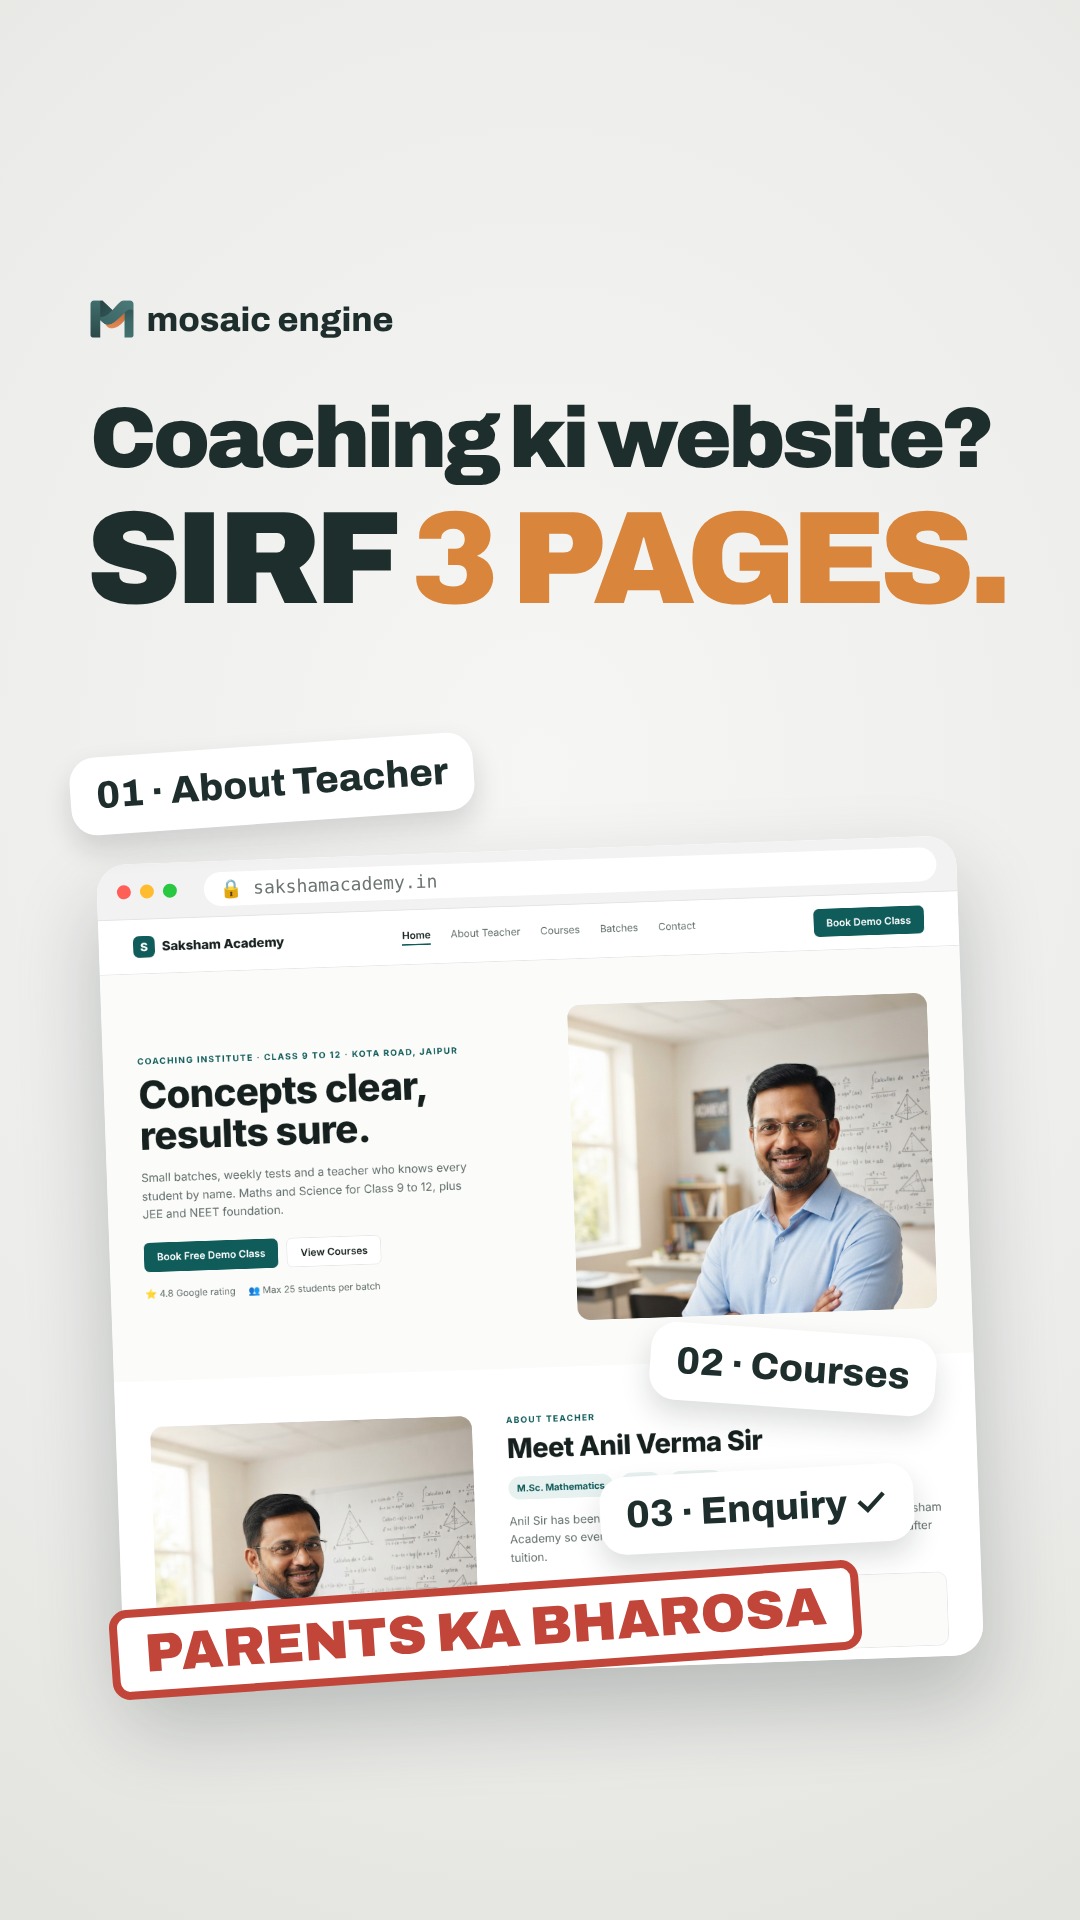 mosaic engine
Coaching ki website?
SIRF 3 PAGES.
01 · About Teacher
sakshamacademy.in
S Saksham Academy
Home About Teacher Courses Batches Contact
Book Demo Class
COACHING INSTITUTE · CLASS 9 TO 12 · KOTA ROAD, JAIPUR
Concepts clear,
results sure.
Small batches, weekly tests and a teacher who knows every
student by name. Maths and Science for Class 9 to 12, plus
JEE and NEET foundation.
Book Free Demo Class View Courses
⭐ 4.8 Google rating 👥 Max 25 students per batch
02 · Courses
ABOUT TEACHER
Meet Anil Verma Sir
M.Sc. Mathematics
03 · Enquiry ✓
Anil Sir has been
Academy so
tuition.
PARENTS KA BHAROSA